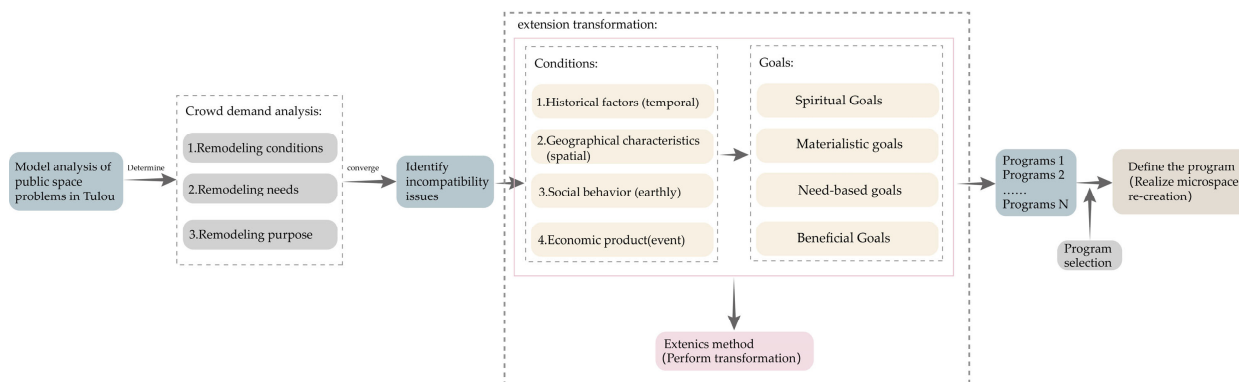 extension transformation:
Conditions:
Goals:
Crowd demand analysis:
1.Historical factors (temporal)
Spiritual Goals
Model analysis of
public space
problems in Tulou
Determine
1.Remodeling conditions
2.Remodeling needs
3.Remodeling purpose
converge
Identify
incompatibility
issues
2.Geographical characteristics
(spatial)
3.Social behavior (earthly)
4.Economic product(event)
Materialistic goals
Need-based goals
Beneficial Goals
Programs 1
Programs 2
......
Programs N
Define the program
(Realize microspace
re-creation)
Program
selection
Extenics method
(Perform transformation)